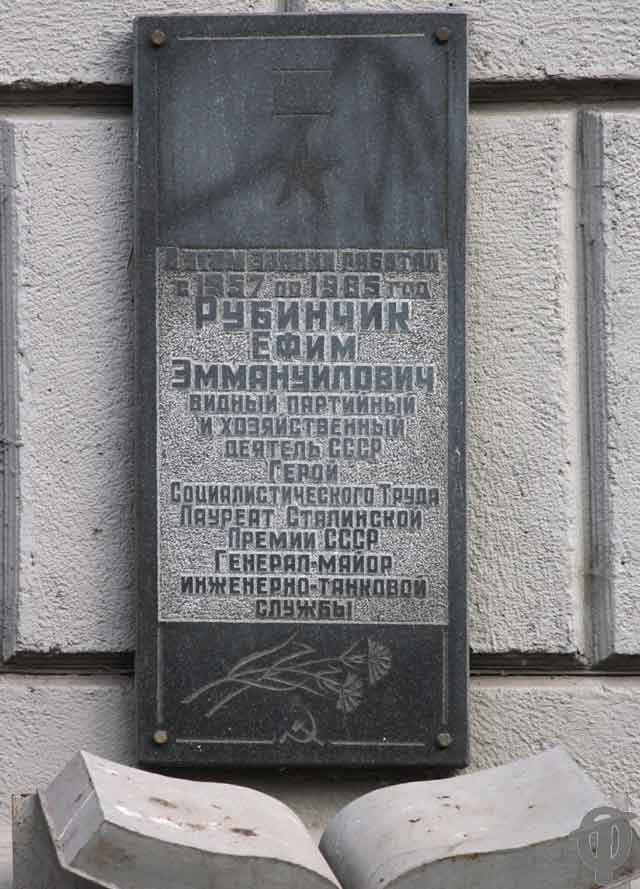 В этом здании работал
с 1957 по 1965 год
Рубинчик
Ефим
Эммануилович
видный партийный
и хозяйственный
деятель СССР
Герой
Социалистического Труда
Лауреат Сталинской
Премии СССР
Генерал-майор
инженерно-танковой
службы